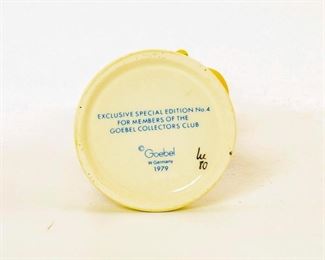 EXCLUSIVE SPECIAL EDITION No. 4
FOR MEMBERS OF THE
GOEBEL COLLECTORS CLUB
© Goebel
W. Germany
1979